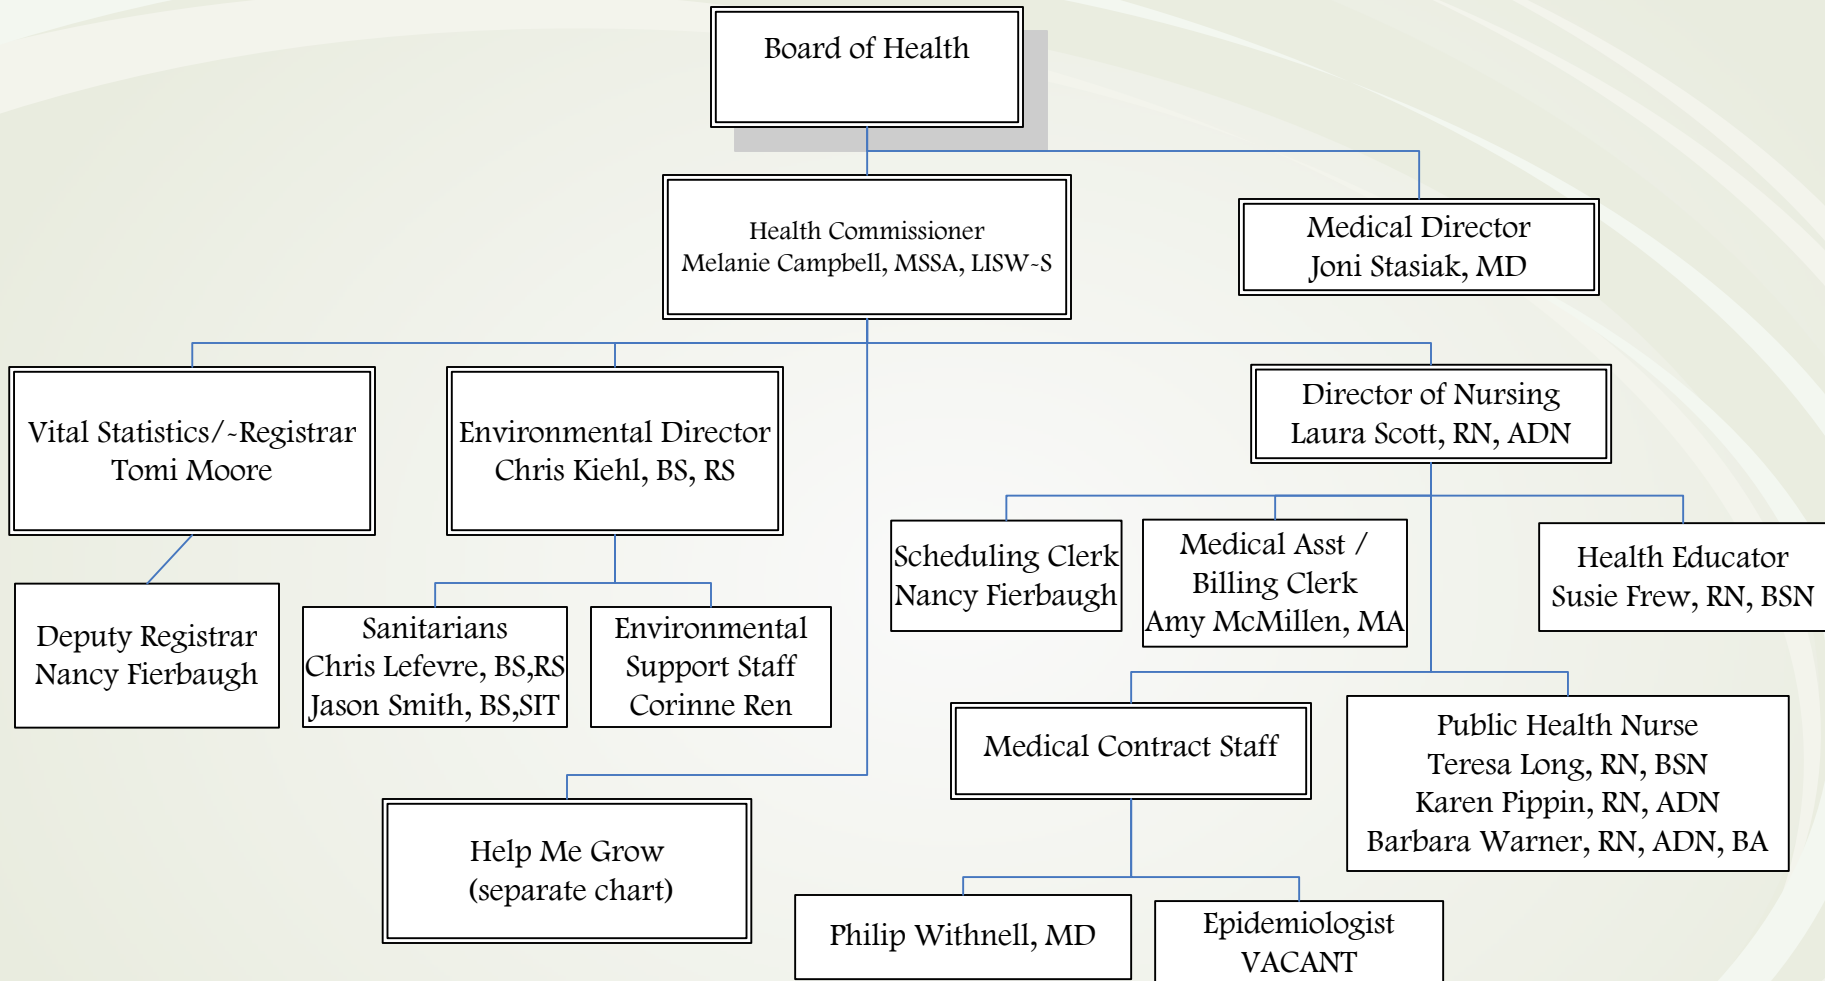 Board of Health
Health Commissioner
Melanie Campbell, MSSA, LISW-S
Medical Director
Joni Stasiak, MD
Vital Statistics/-Registrar
Tomi Moore
Environmental Director
Chris Kiehl, BS, RS
Director of Nursing
Laura Scott, RN, ADN
Deputy Registrar
Nancy Fierbaugh
Sanitarians
Chris Lefevre, BS,RS
Jason Smith, BS,SIT
Environmental
Support Staff
Corinne Ren
Scheduling Clerk
Nancy Fierbaugh
Medical Asst /
Billing Clerk
Amy McMillen, MA
Health Educator
Susie Frew, RN, BSN
Help Me Grow
(separate chart)
Medical Contract Staff
Public Health Nurse
Teresa Long, RN, BSN
Karen Pippin, RN, ADN
Barbara Warner, RN, ADN, BA
Philip Withnell, MD
Epidemiologist
VACANT